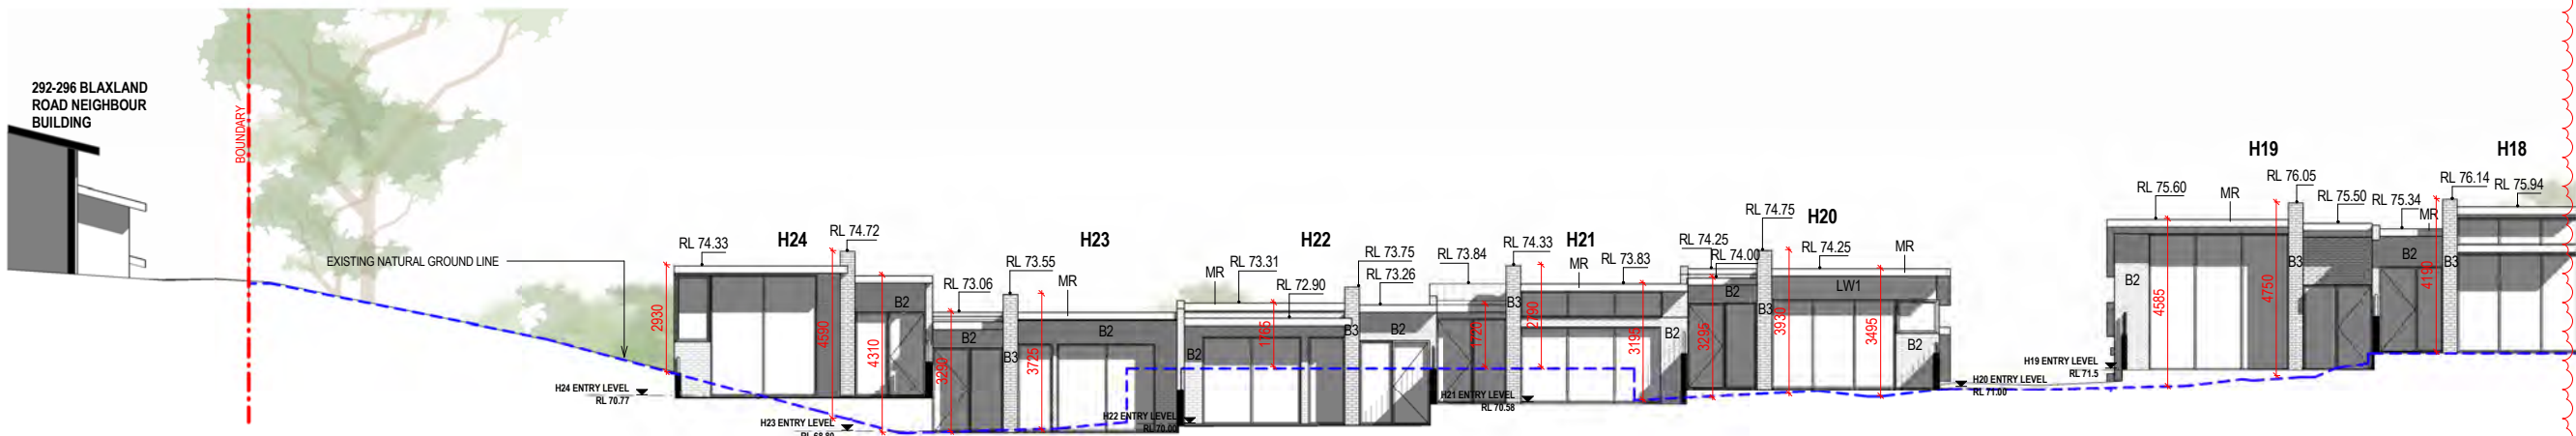 292-296 BLAXLAND
ROAD NEIGHBOUR
BUILDING
BOUNDARY
EXISTING NATURAL GROUND LINE
H24
RL 74.33
RL 74.72
2930
4590
4310
B2
H24 ENTRY LEVEL
RL 70.77
H23
RL 73.06
RL 73.55
MR
B2
B3
B2
3725
H23 ENTRY LEVEL
H22
MR
RL 73.31
RL 72.90
RL 73.75
RL 73.26
1765
B2
B3
B2
H22 ENTRY LEVEL
RL 70.00
H21
RL 73.84
RL 74.33
MR
RL 73.83
1720
B3
2790
3195
B2
H21 ENTRY LEVEL
RL 70.58
H20
RL 74.25
RL 74.00
RL 74.75
RL 74.25
MR
B2
3295
B3
3930
LW1
3495
B2
H20 ENTRY LEVEL
RL 71.00
H19
RL 75.60
MR
RL 76.05
RL 75.50
B2
4585
4750
B3
H19 ENTRY LEVEL
RL 71.5
H18
RL 75.34
MR
RL 76.14
RL 75.94
B2
4190
B3